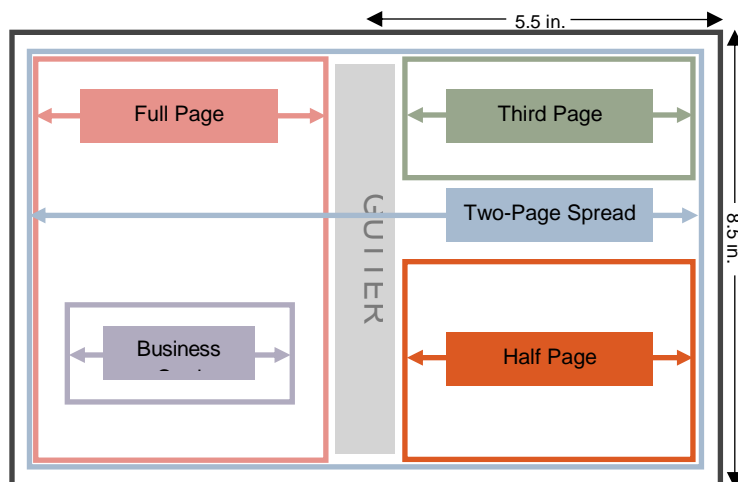 5.5 in.
Full Page
Third Page
Two-Page Spread
GUTTER
8.5 in.
Business
Half Page